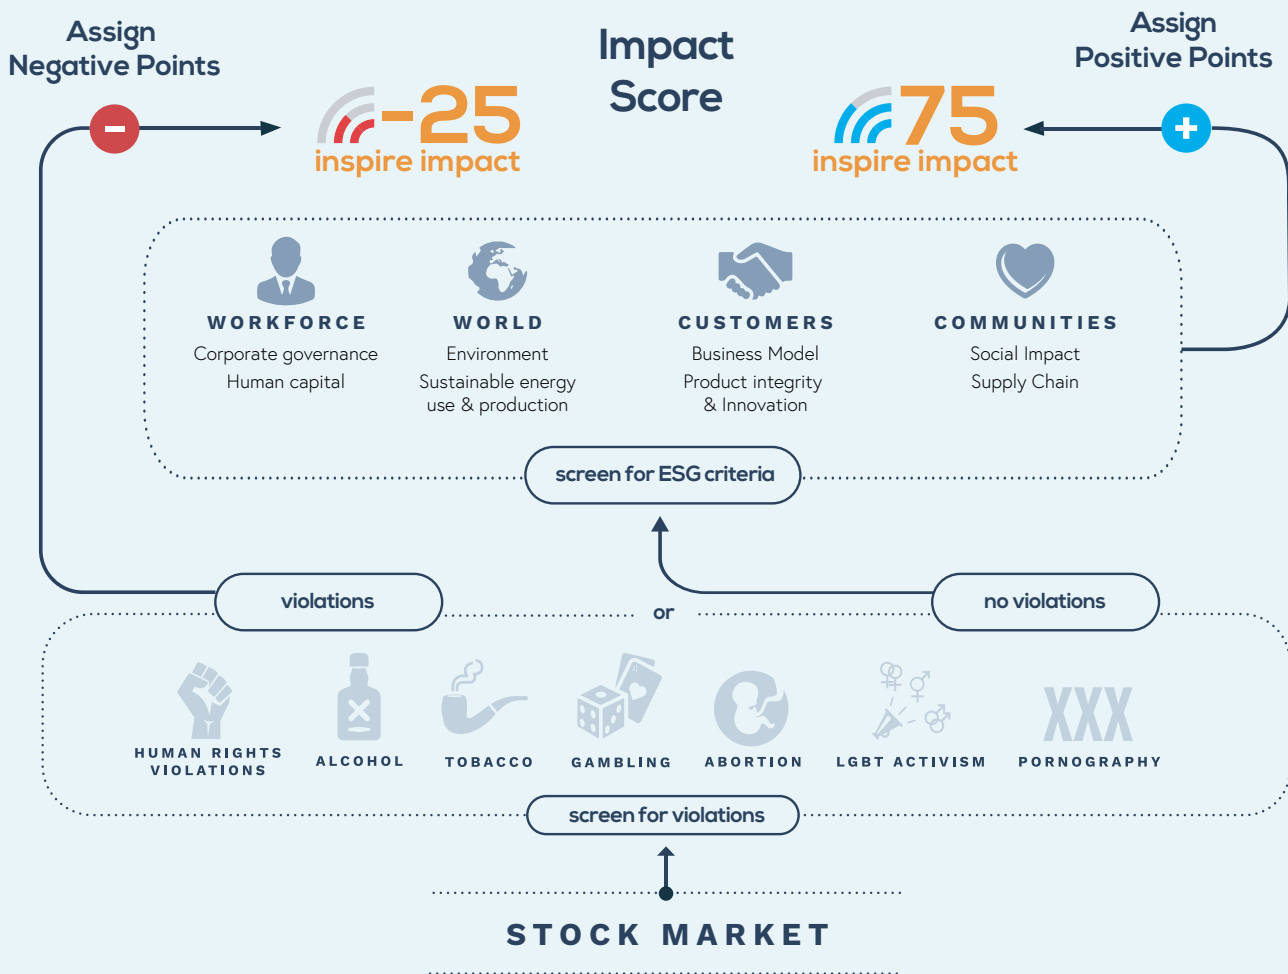 Assign
Negative Points
Impact
Score
Assign
Positive Points
-25
inspire impact
75
inspire impact
WORKFORCE
Corporate governance
Human capital
WORLD
Environment
Sustainable energy
use & production
CUSTOMERS
Business Model
Product integrity
& Innovation
COMMUNITIES
Social Impact
Supply Chain
screen for ESG criteria
violations
or
no violations
HUMAN RIGHTS
VIOLATIONS
ALCOHOL
TOBACCO
GAMBLING
ABORTION
LGBT ACTIVISM
XXX
PORNOGRAPHY
screen for violations
STOCK MARKET